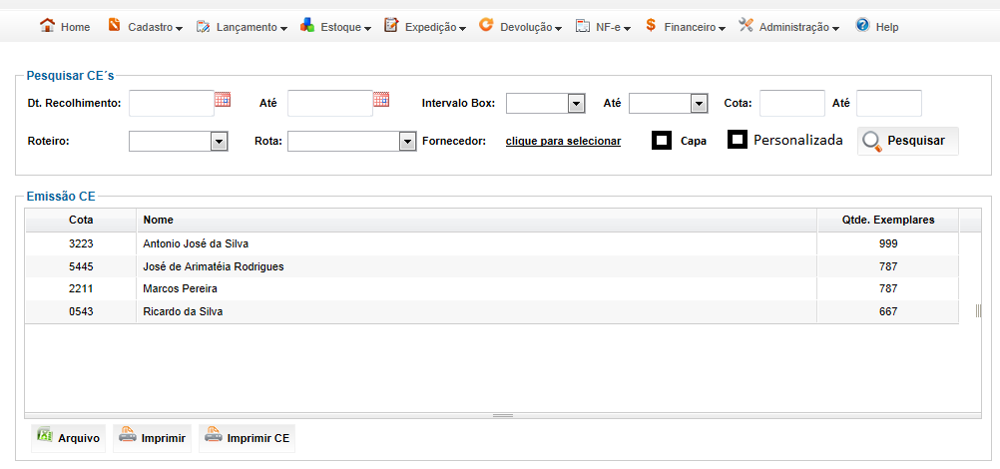 Home Cadastro Lançamento Estoque Expedição Devolução NF-e Financeiro Administração Help
Pesquisar CE´s
Dt. Recolhimento: Até Intervalo Box: Até Cota: Até
Roteiro: Rota: Fornecedor: clique para selecionar Capa Personalizada Pesquisar
Emissão CE
Cota Nome Qtde. Exemplares
3223 Antonio José da Silva 999
5445 José de Arimatéia Rodrigues 787
2211 Marcos Pereira 787
0543 Ricardo da Silva 667
Arquivo Imprimir Imprimir CE